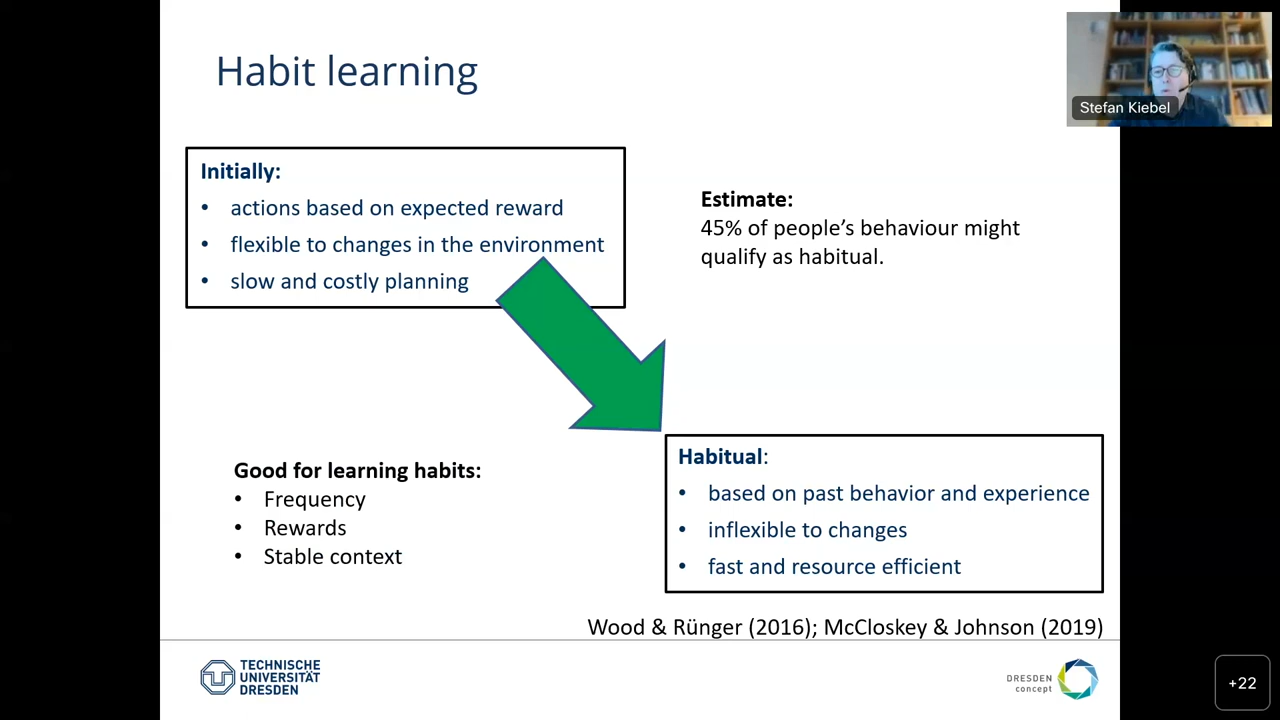 Habit learning
Stefan Kiebel
Initially:
• actions based on expected reward
• flexible to changes in the environment
• slow and costly planning
Estimate:
45% of people’s behaviour might
qualify as habitual.
Good for learning habits:
• Frequency
• Rewards
• Stable context
Habitual:
• based on past behavior and experience
• inflexible to changes
• fast and resource efficient
Wood & Rünger (2016); McCloskey & Johnson (2019)
TECHNISCHE
UNIVERSITÄT
DRESDEN
DRESDEN
concept
+22